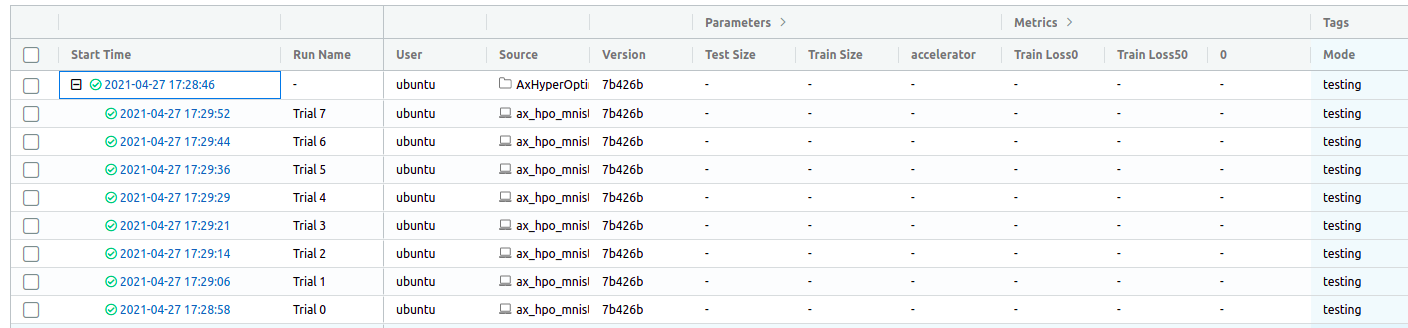 Parameters > Metrics > Tags
Start Time Run Name User Source Version Test Size Train Size accelerator Train Loss0 Train Loss50 0 Mode
2021-04-27 17:28:46 - ubuntu AxHyperOpti 7b426b - - - - - - testing
2021-04-27 17:29:52 Trial 7 ubuntu ax_hpo_mnis 7b426b - - - - - - testing
2021-04-27 17:29:44 Trial 6 ubuntu ax_hpo_mnis 7b426b - - - - - - testing
2021-04-27 17:29:36 Trial 5 ubuntu ax_hpo_mnis 7b426b - - - - - - testing
2021-04-27 17:29:29 Trial 4 ubuntu ax_hpo_mnis 7b426b - - - - - - testing
2021-04-27 17:29:21 Trial 3 ubuntu ax_hpo_mnis 7b426b - - - - - - testing
2021-04-27 17:29:14 Trial 2 ubuntu ax_hpo_mnis 7b426b - - - - - - testing
2021-04-27 17:29:06 Trial 1 ubuntu ax_hpo_mnis 7b426b - - - - - - testing
2021-04-27 17:28:58 Trial 0 ubuntu ax_hpo_mnis 7b426b - - - - - - testing